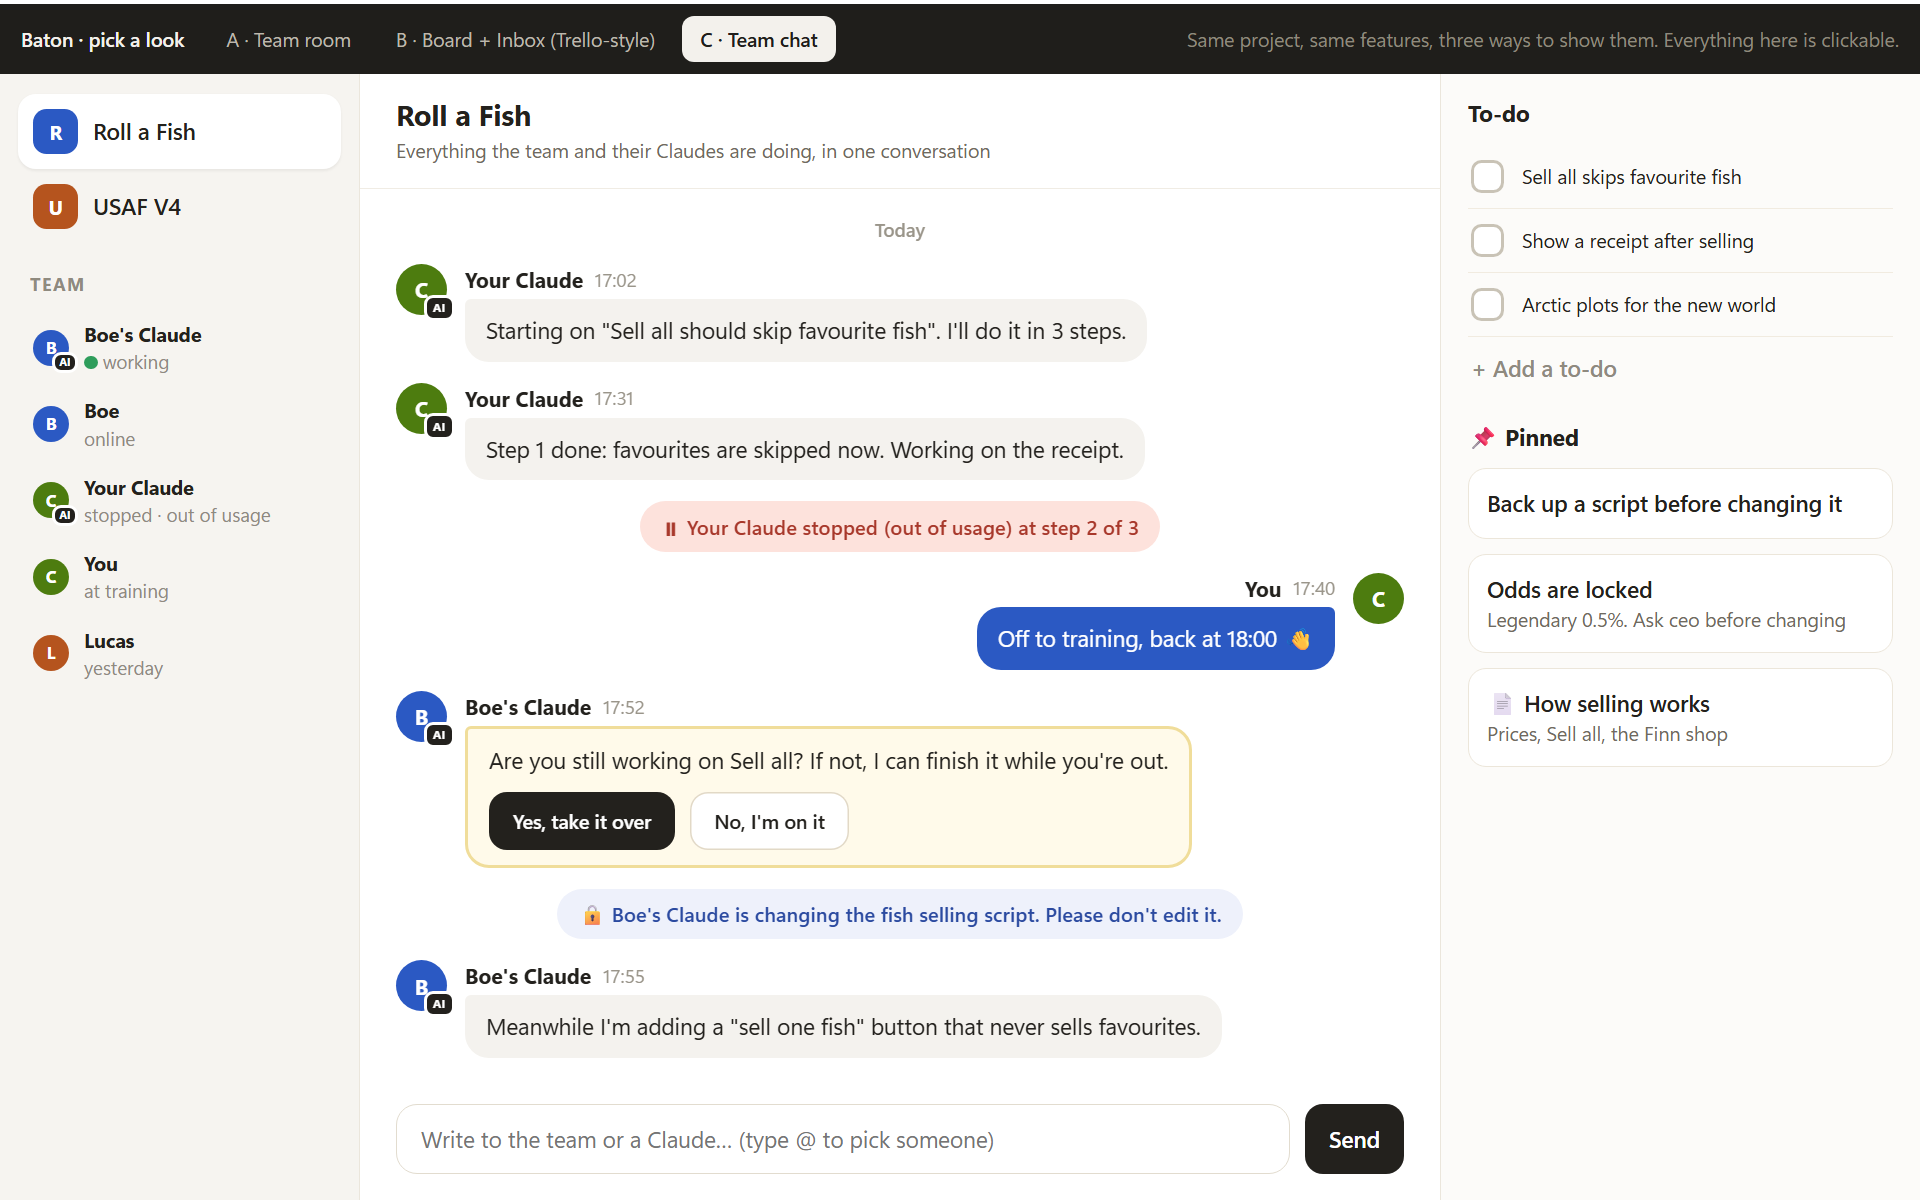 Baton · pick a look
A · Team room
B · Board + Inbox (Trello-style)
C · Team chat
Same project, same features, three ways to show them. Everything here is clickable.
R
Roll a Fish
U
USAF V4
TEAM
B
AI
Boe's Claude
working
B
Boe
online
C
AI
Your Claude
stopped · out of usage
C
You
at training
L
Lucas
yesterday
Roll a Fish
Everything the team and their Claudes are doing, in one conversation
Today
C
AI
Your Claude 17:02
Starting on "Sell all should skip favourite fish". I'll do it in 3 steps.
C
AI
Your Claude 17:31
Step 1 done: favourites are skipped now. Working on the receipt.
Your Claude stopped (out of usage) at step 2 of 3
You 17:40
C
Off to training, back at 18:00 👋
B
AI
Boe's Claude 17:52
Are you still working on Sell all? If not, I can finish it while you're out.
Yes, take it over
No, I'm on it
🔒 Boe's Claude is changing the fish selling script. Please don't edit it.
B
AI
Boe's Claude 17:55
Meanwhile I'm adding a "sell one fish" button that never sells favourites.
Write to the team or a Claude... (type @ to pick someone)
Send
To-do
Sell all skips favourite fish
Show a receipt after selling
Arctic plots for the new world
+ Add a to-do
📌 Pinned
Back up a script before changing it
Odds are locked
Legendary 0.5%. Ask ceo before changing
📄 How selling works
Prices, Sell all, the Finn shop